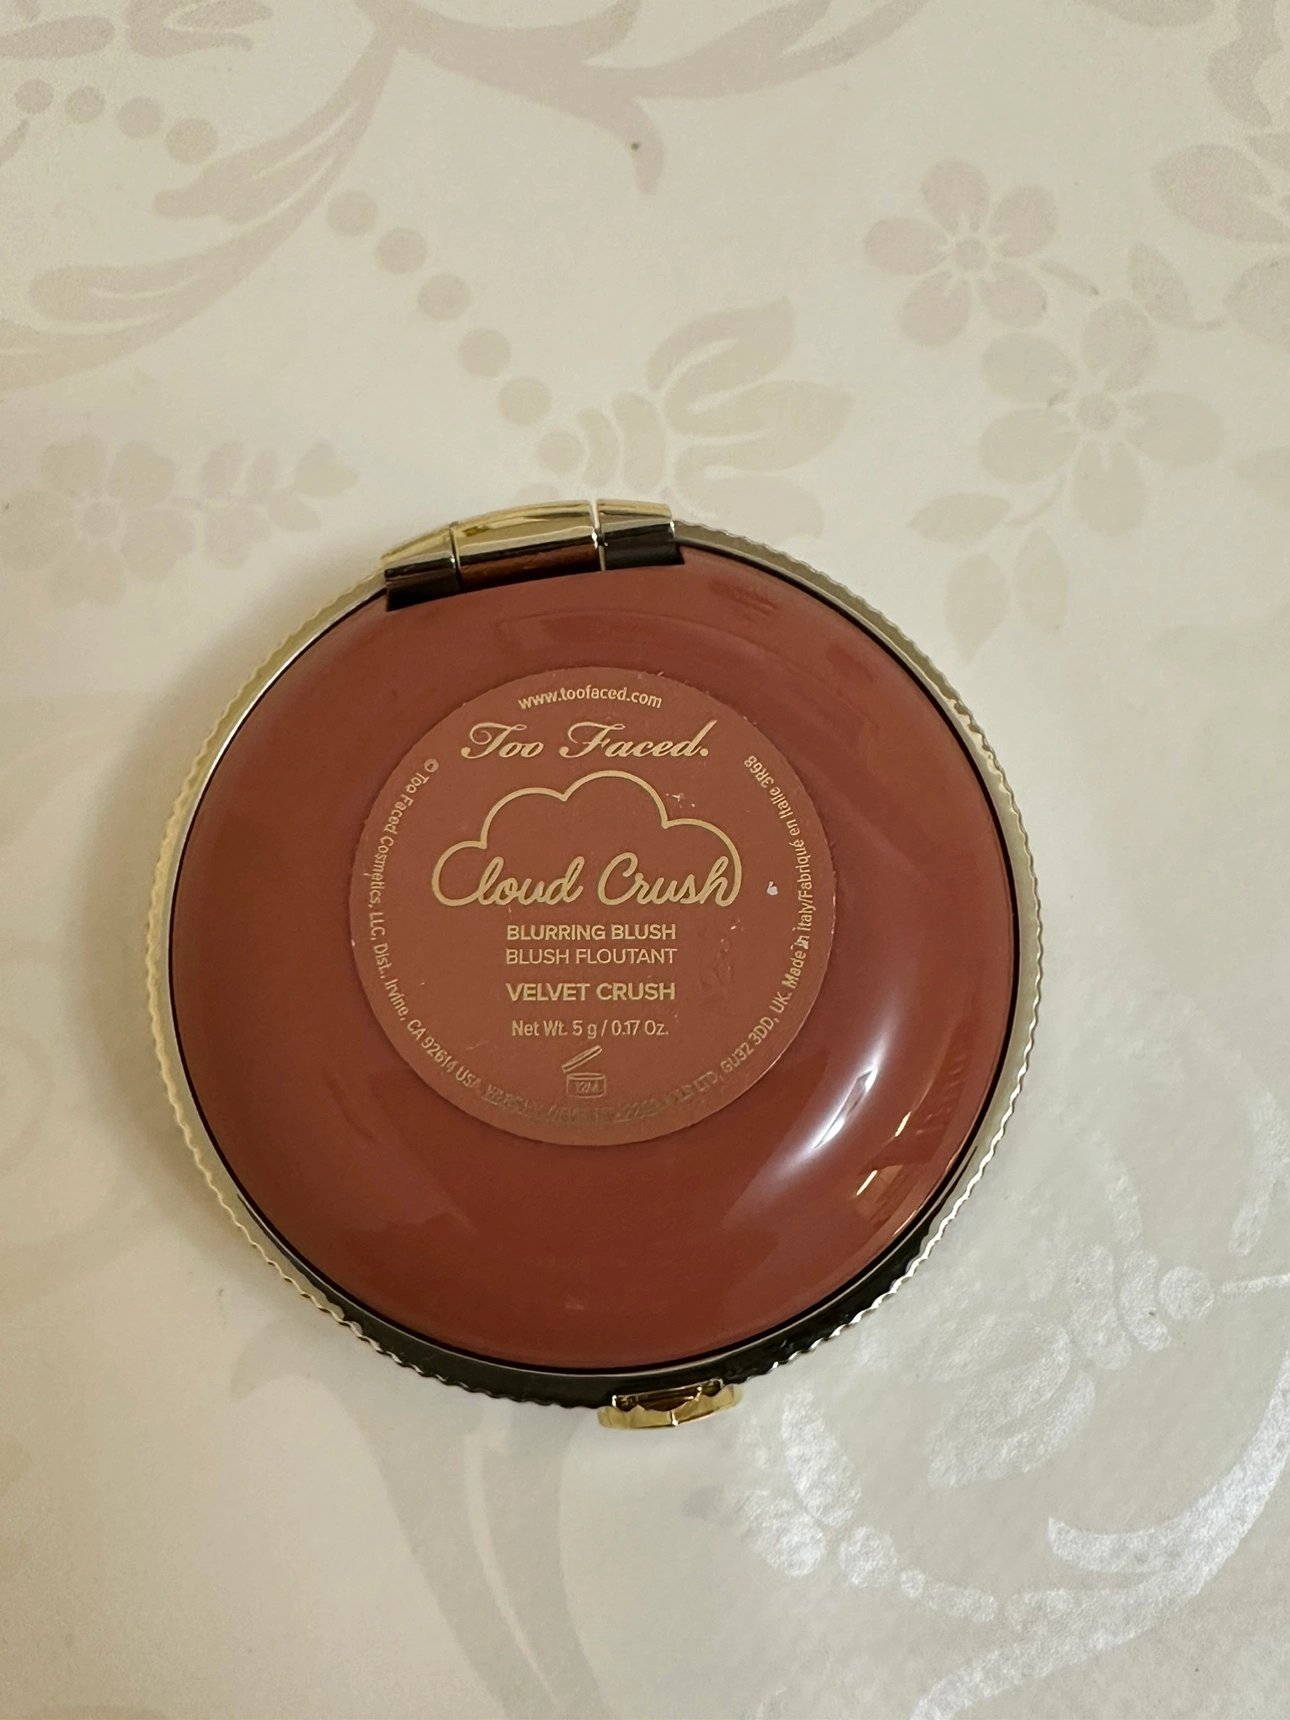 www.toofaced.com
Too Faced.
Cloud Crush
BLURRING BLUSH
BLUSH FLOUTANT
VELVET CRUSH
Net Wt. 5 g / 0.17 Oz.
12M
© Too Faced Cosmetics, LLC, Dist., Irvine, CA 92614 USA. LTD, GU32 3DD, UK. Made in Italy/Fabriqué en Italie 3R68